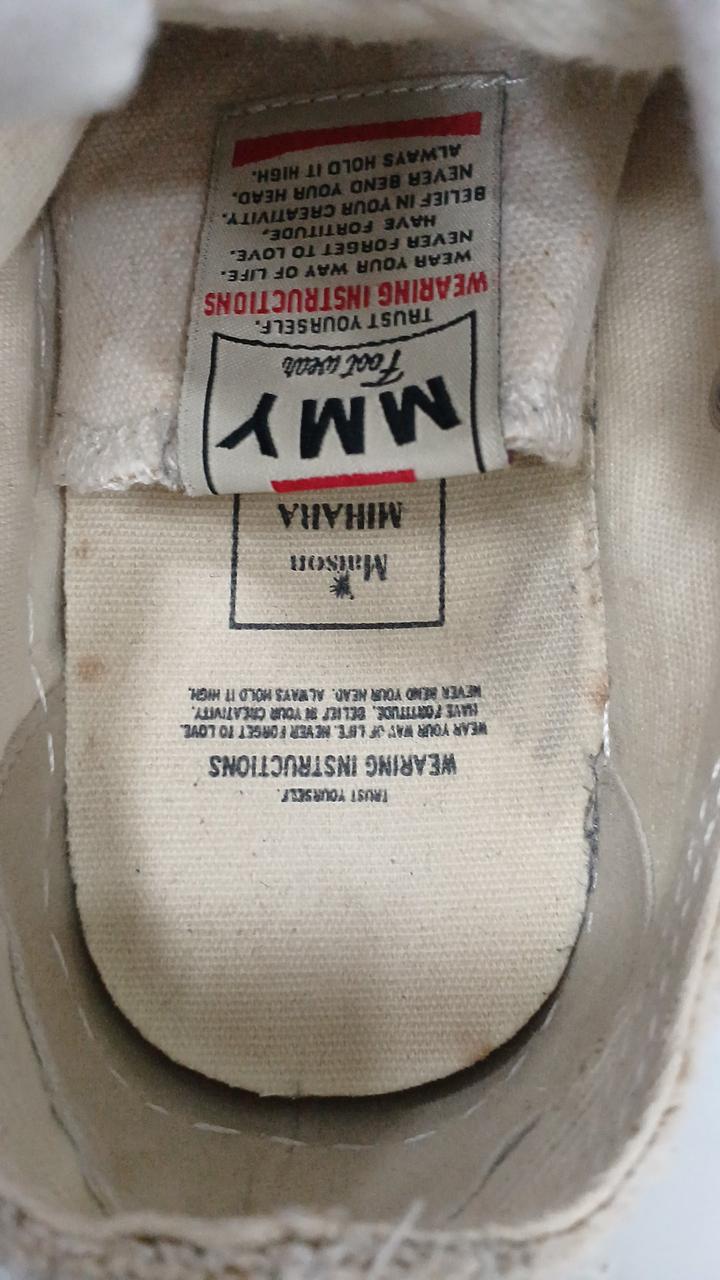 MMY
Foot wear
TRUST YOURSELF.
WEARING INSTRUCTIONS
WEAR YOUR WAY OF LIFE.
NEVER FORGET TO LOVE.
HAVE FORTITUDE,
BELIEF IN YOUR CREATIVITY.
NEVER BEND YOUR HEAD.
ALWAYS HOLD IT HIGH.
TRUST YOURSELF.
WEARING INSTRUCTIONS
WEAR YOUR WAY OF LIFE. NEVER FORGET TO LOVE.
HAVE FORTITUDE, BELIEF IN YOUR CREATIVITY.
NEVER BEND YOUR HEAD. ALWAYS HOLD IT HIGH.
Maison
MIHARA